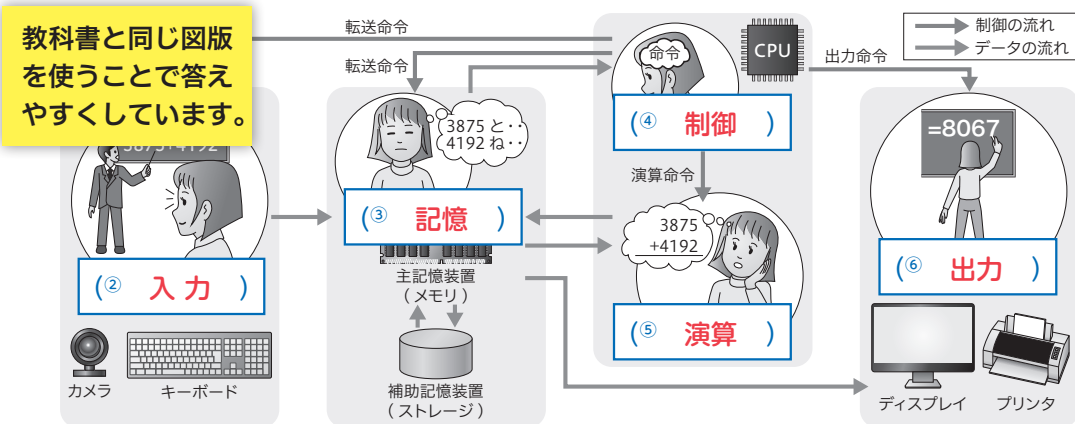 教科書と同じ図版
を使うことで答え
やすくしています。
転送命令
転送命令
命令
CPU
出力命令
制御の流れ
データの流れ
3875と‥
4192ね‥
(④ 制御 )
=8067
3875+4192
演算命令
(③ 記憶 )
3875
+4192
(② 入力 )
主記憶装置
(メモリ)
(⑥ 出力 )
(⑤ 演算 )
カメラ
キーボード
補助記憶装置
(ストレージ)
ディスプレイ
プリンタ